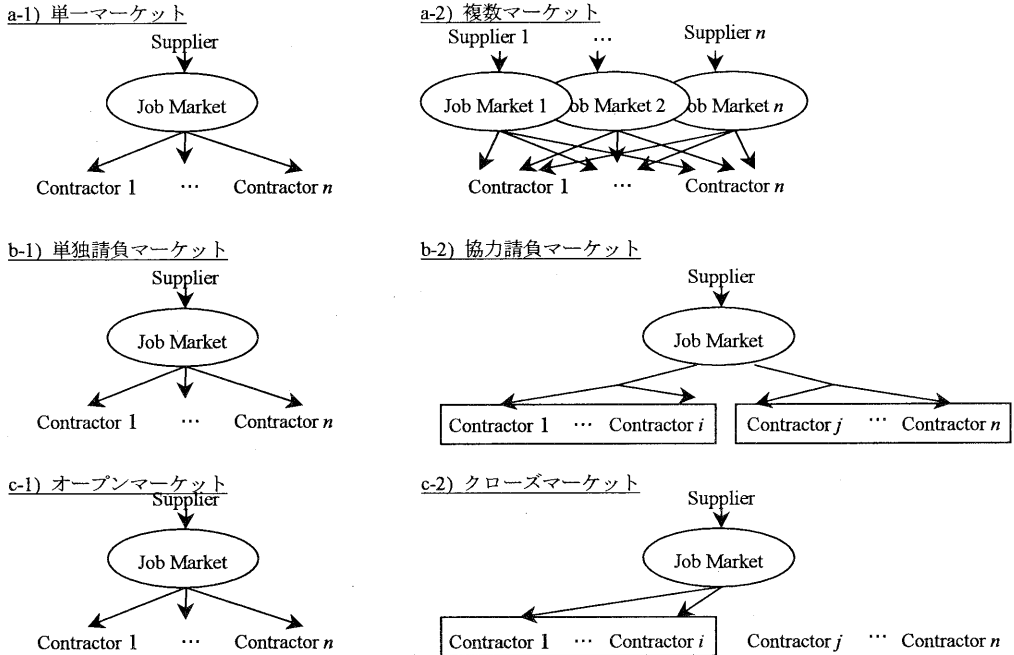 a-1) 単一マーケット
Supplier
Job Market
Contractor 1 … Contractor n
a-2) 複数マーケット
Supplier 1 … Supplier n
Job Market 1 ob Market 2 ob Market n
Contractor 1 … Contractor n
b-1) 単独請負マーケット
Supplier
Job Market
Contractor 1 … Contractor n
b-2) 協力請負マーケット
Supplier
Job Market
Contractor 1 … Contractor i Contractor j … Contractor n
c-1) オープンマーケット
Supplier
Job Market
Contractor 1 … Contractor n
c-2) クローズマーケット
Supplier
Job Market
Contractor 1 … Contractor i Contractor j … Contractor n